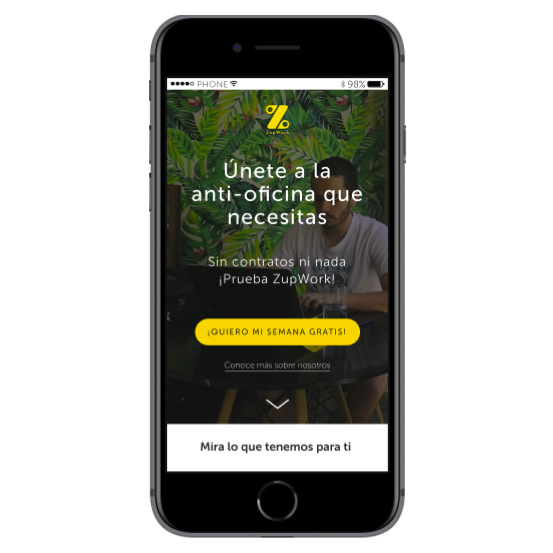 PHONE 98%
ZupWork
Únete a la
anti-oficina que
necesitas
Sin contratos ni nada
¡Prueba ZupWork!
¡QUIERO MI SEMANA GRATIS!
Conoce más sobre nosotros
Mira lo que tenemos para ti